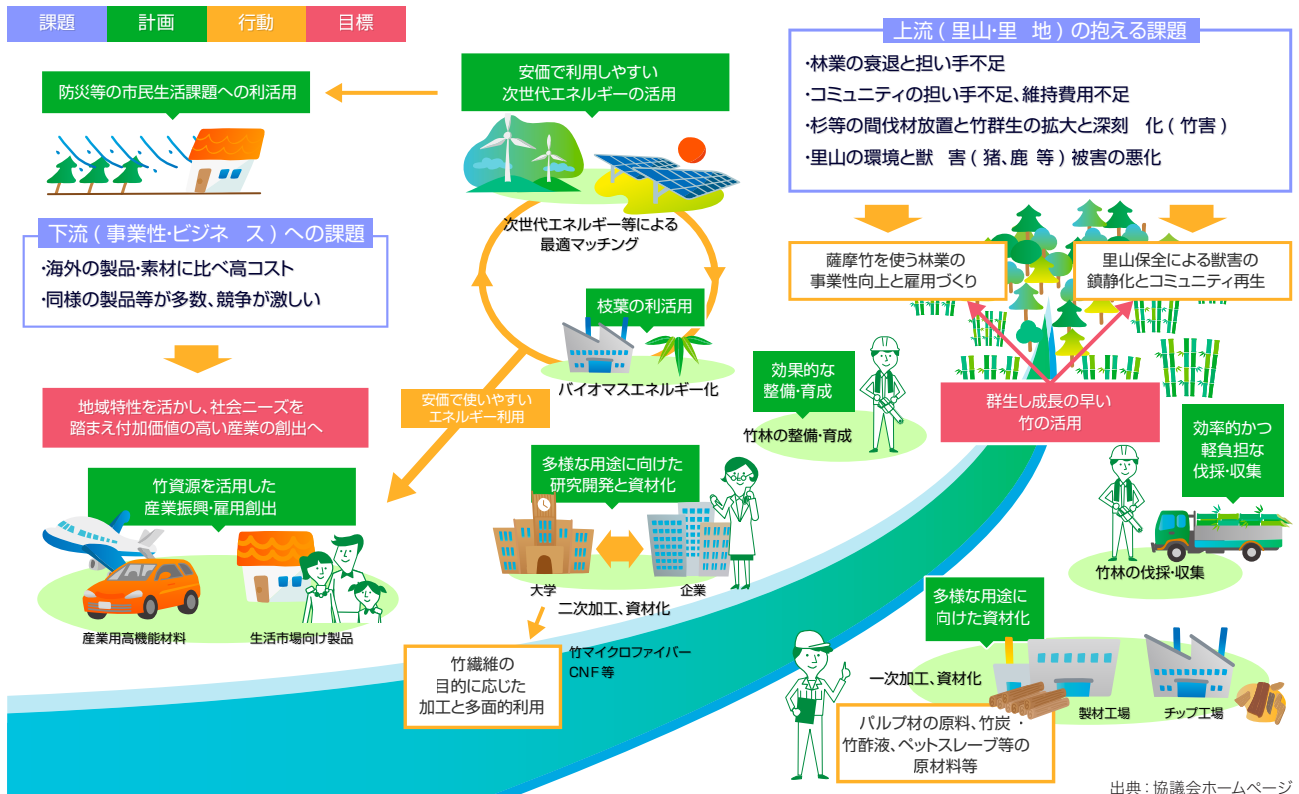 課題
計画
行動
目標
上流 ( 里山・里　地 ) の抱える課題
・林業の衰退と担い手不足
・コミュニティの担い手不足、維持費用不足
・杉等の間伐材放置と竹群生の拡大と深刻　化 ( 竹害 )
・里山の環境と獣　害 ( 猪、鹿 等 ) 被害の悪化
防災等の市民生活課題への利活用
安価で利用しやすい
次世代エネルギーの活用
次世代エネルギー等による
最適マッチング
下流 ( 事業性・ビジネ　ス ) への課題
・海外の製品・素材に比べ高コスト
・同様の製品等が多数、競争が激しい
薩摩竹を使う林業の
事業性向上と雇用づくり
里山保全による獣害の
鎮静化とコミュニティ再生
枝葉の利活用
バイオマスエネルギー化
効果的な
整備・育成
竹林の整備・育成
群生し成長の早い
竹の活用
地域特性を活かし、社会ニーズを
踏まえ付加価値の高い産業の創出へ
安価で使いやすい
エネルギー利用
効率的かつ
軽負担な
伐採・収集
竹林の伐採・収集
竹資源を活用した
産業振興・雇用創出
産業用高機能材料
生活市場向け製品
多様な用途に向けた
研究開発と資材化
大学
企業
二次加工、資材化
竹マイクロファイバー
CNF 等
竹繊維の
目的に応じた
加工と多面的利用
多様な用途に
向けた資材化
一次加工、資材化
製材工場
チップ工場
パルプ材の原料、竹炭・
竹酢液、ペットスレーブ等の
原材料等
出典：協議会ホームページ